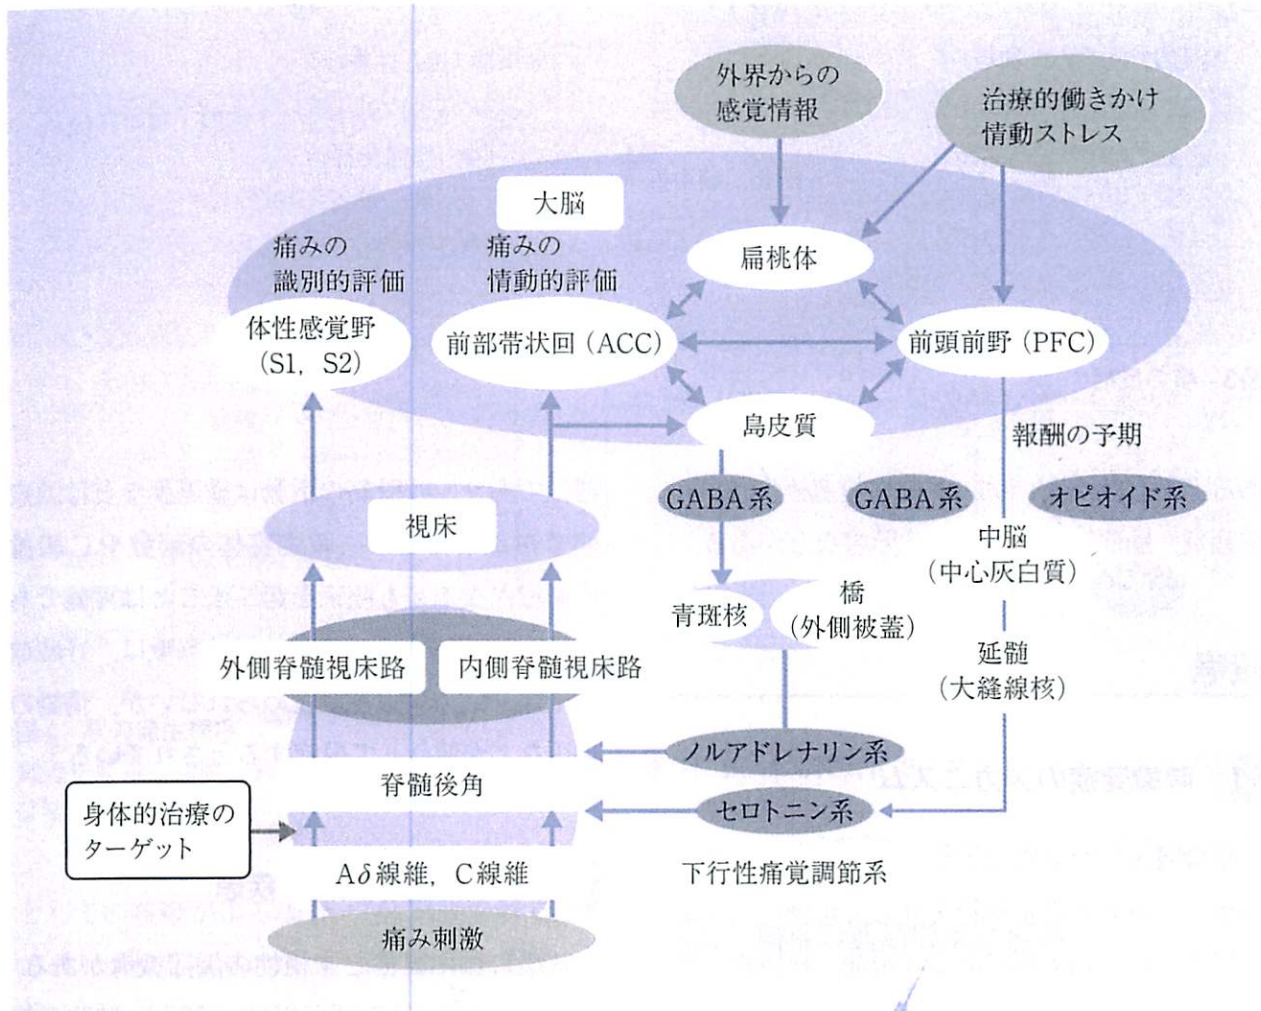 外界からの
感覚情報
治療的働きかけ
情動ストレス
大脳
痛みの
識別的評価
痛みの
情動的評価
扁桃体
体性感覚野
(S1, S2)
前部帯状回 (ACC)
前頭前野 (PFC)
島皮質
報酬の予期
GABA系
GABA系
オピオイド系
視床
中脳
(中心灰白質)
青斑核
橋
(外側被蓋)
外側脊髄視床路
内側脊髄視床路
延髄
(大縫線核)
ノルアドレナリン系
脊髄後角
セロトニン系
身体的治療の
ターゲット
Aδ線維, C線維
下行性痛覚調節系
痛み刺激